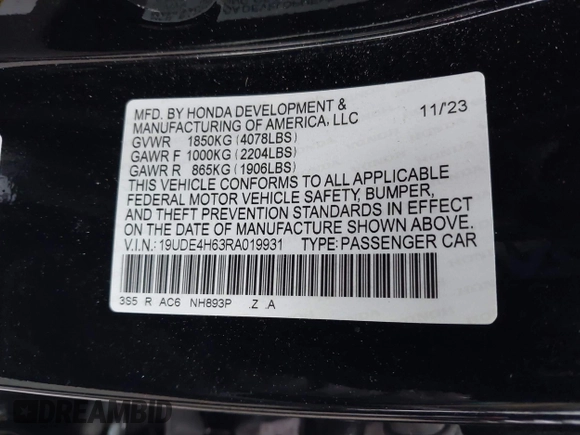 MFD. BY HONDA DEVELOPMENT & 11/'23
MANUFACTURING OF AMERICA, LLC
GVWR 1850KG (4078LBS)
GAWR F 1000KG (2204LBS)
GAWR R 865KG (1906LBS)
THIS VEHICLE CONFORMS TO ALL APPLICABLE
FEDERAL MOTOR VEHICLE SAFETY, BUMPER,
AND THEFT PREVENTION STANDARDS IN EFFECT
ON THE DATE OF MANUFACTURE SHOWN ABOVE.
V.I.N.: 19UDE4H63RA019931 TYPE: PASSENGER CAR
3S5 R AC6 NH893P .Z .A
DREAMBID